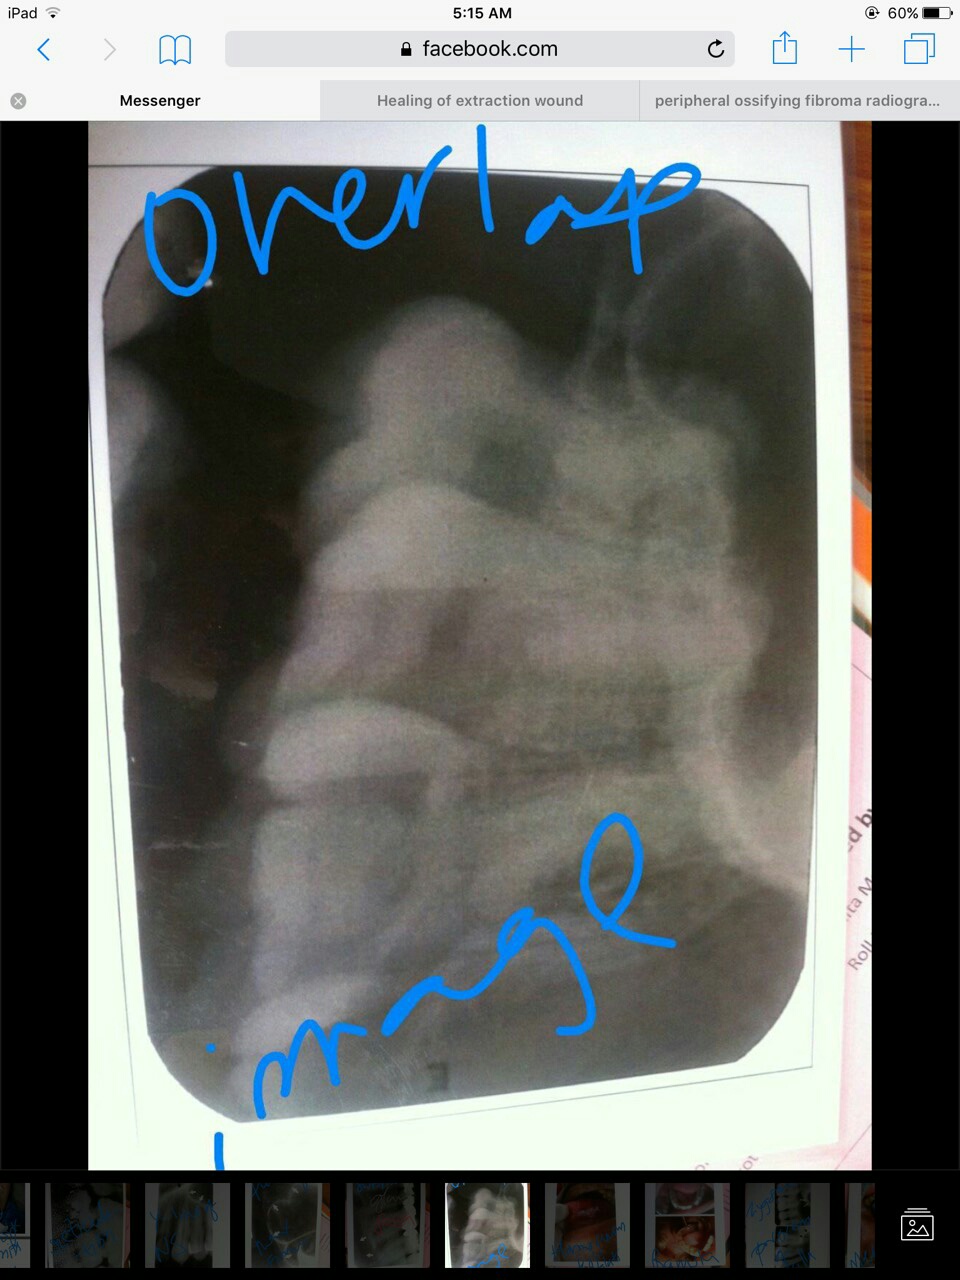 iPad 5:15 AM 60%
facebook.com
Messenger Healing of extraction wound peripheral ossifying fibroma radiogra...
overlap
image